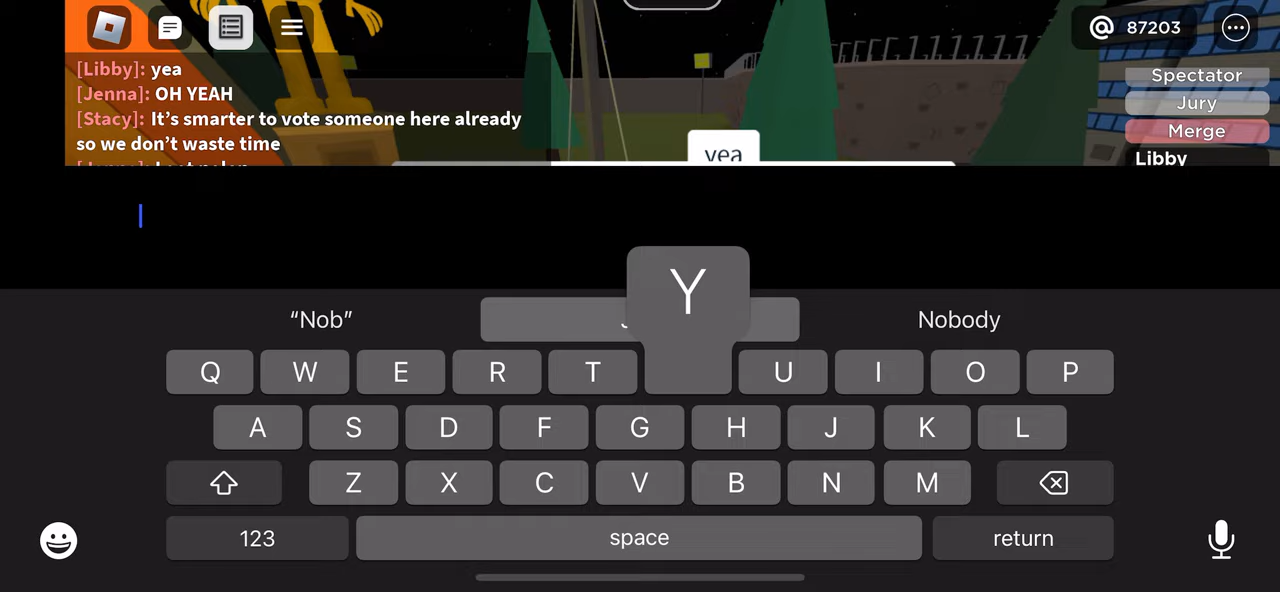 87203
[Libby]: yea
[Jenna]: OH YEAH
[Stacy]: It’s smarter to vote someone here already
so we don’t waste time
Spectator
Jury
Merge
Libby
yea
Y
“Nob”
Nobody
Q W E R T U I O P
A S D F G H J K L
Z X C V B N M
123 space return